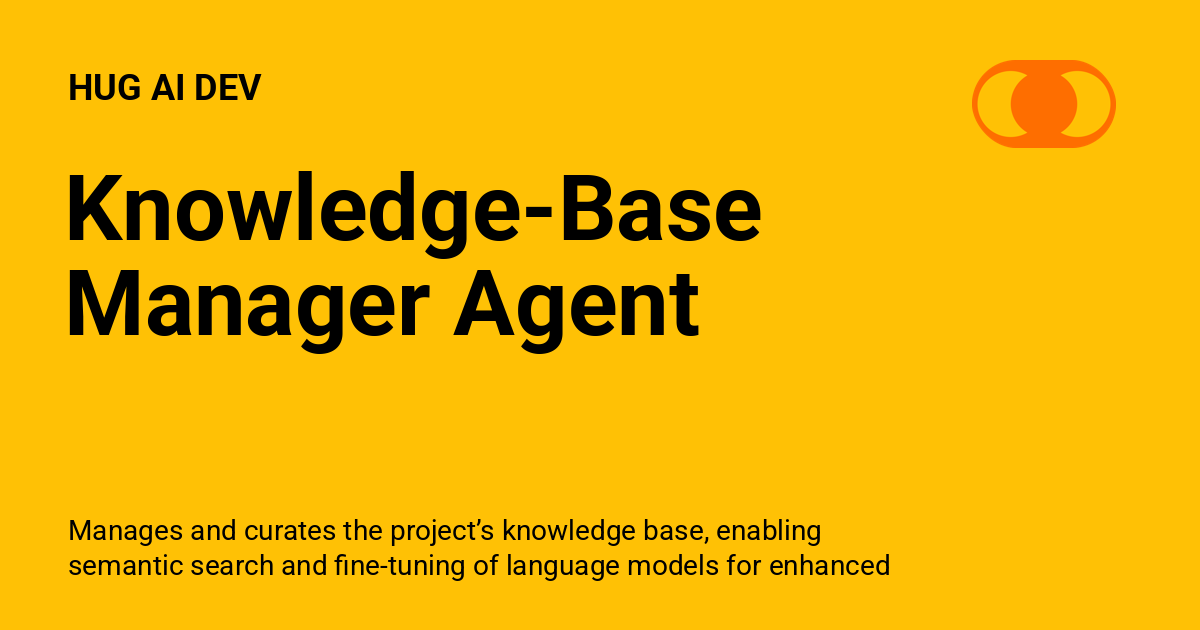 HUG AI DEV
Knowledge-Base
Manager Agent
Manages and curates the project’s knowledge base, enabling
semantic search and fine-tuning of language models for enhanced